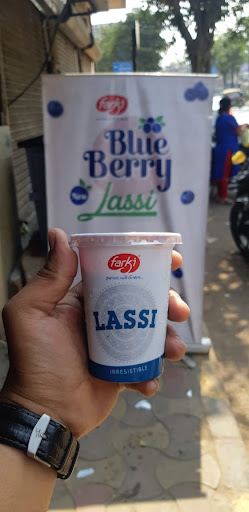 farki
Blue
Berry
New
Lassi
farki
LASSI
IRRESISTIBLE